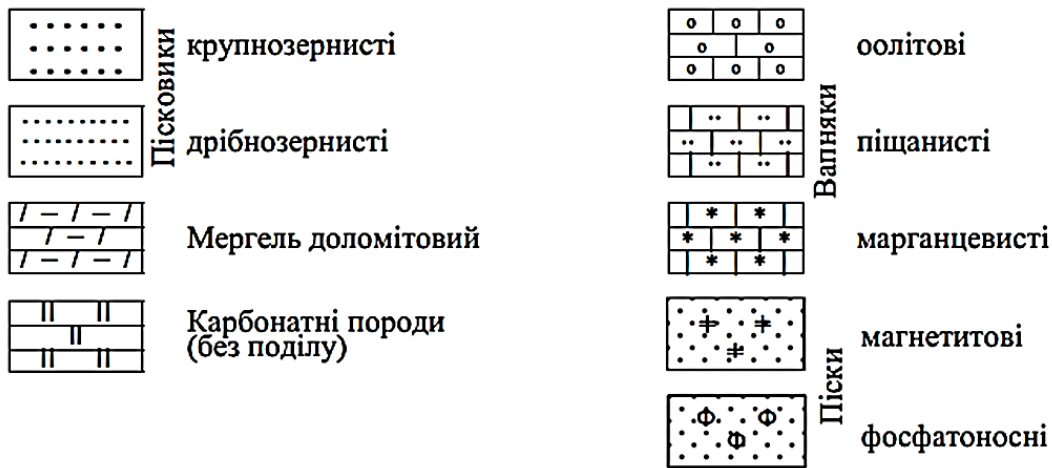 Пісковики
крупнозернисті
дрібнозернисті
Мергель доломітовий
Карбонатні породи
(без поділу)
Вапняки
оолітові
піщанисті
марганцевисті
Піски
магнетитові
фосфатоносні